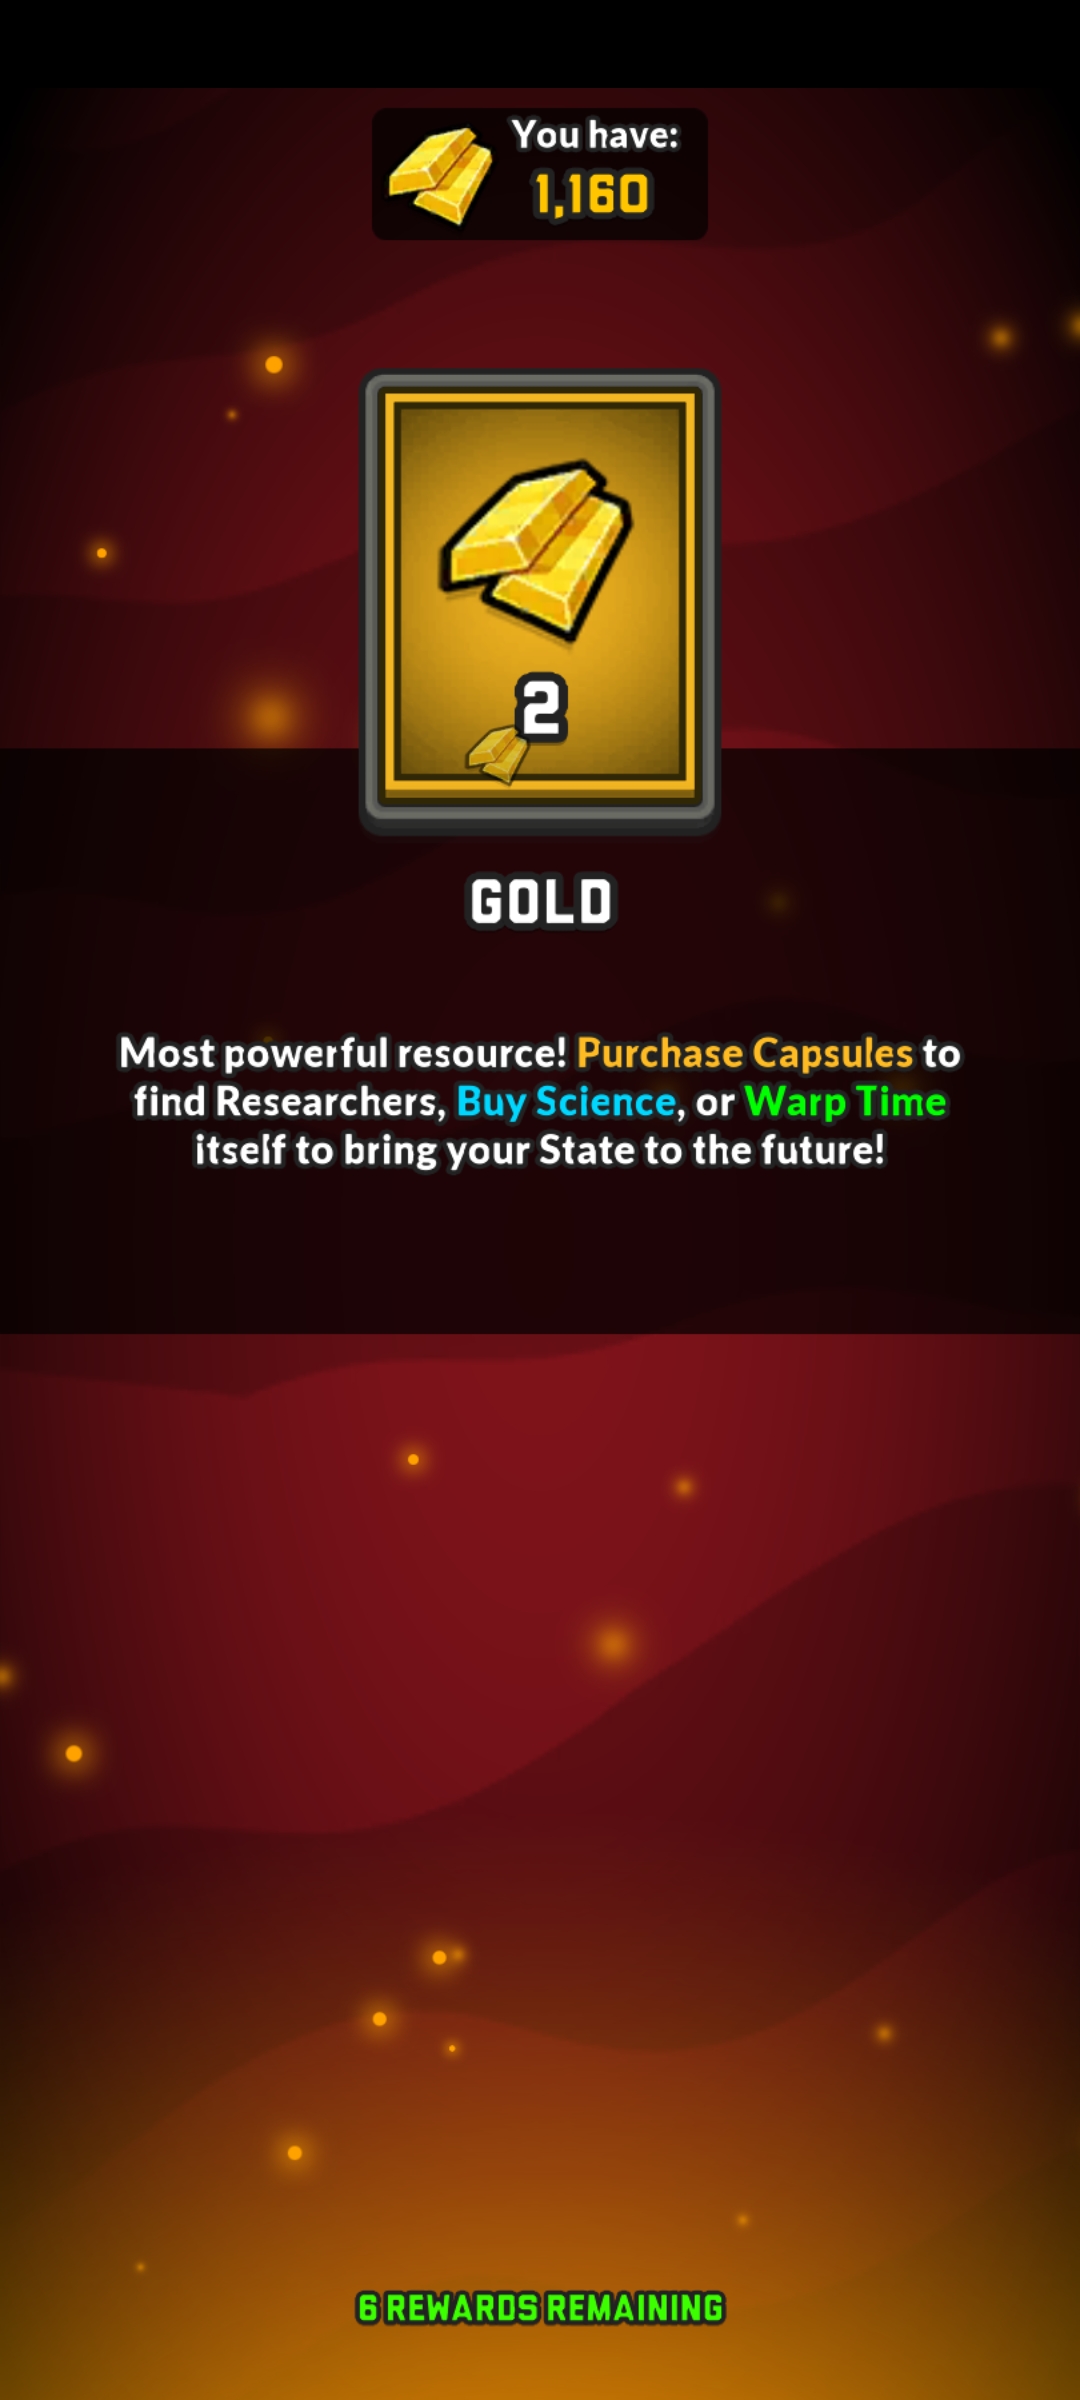 You have:
1,160
2
GOLD
Most powerful resource! Purchase Capsules to
find Researchers, Buy Science, or Warp Time
itself to bring your State to the future!
6 REWARDS REMAINING